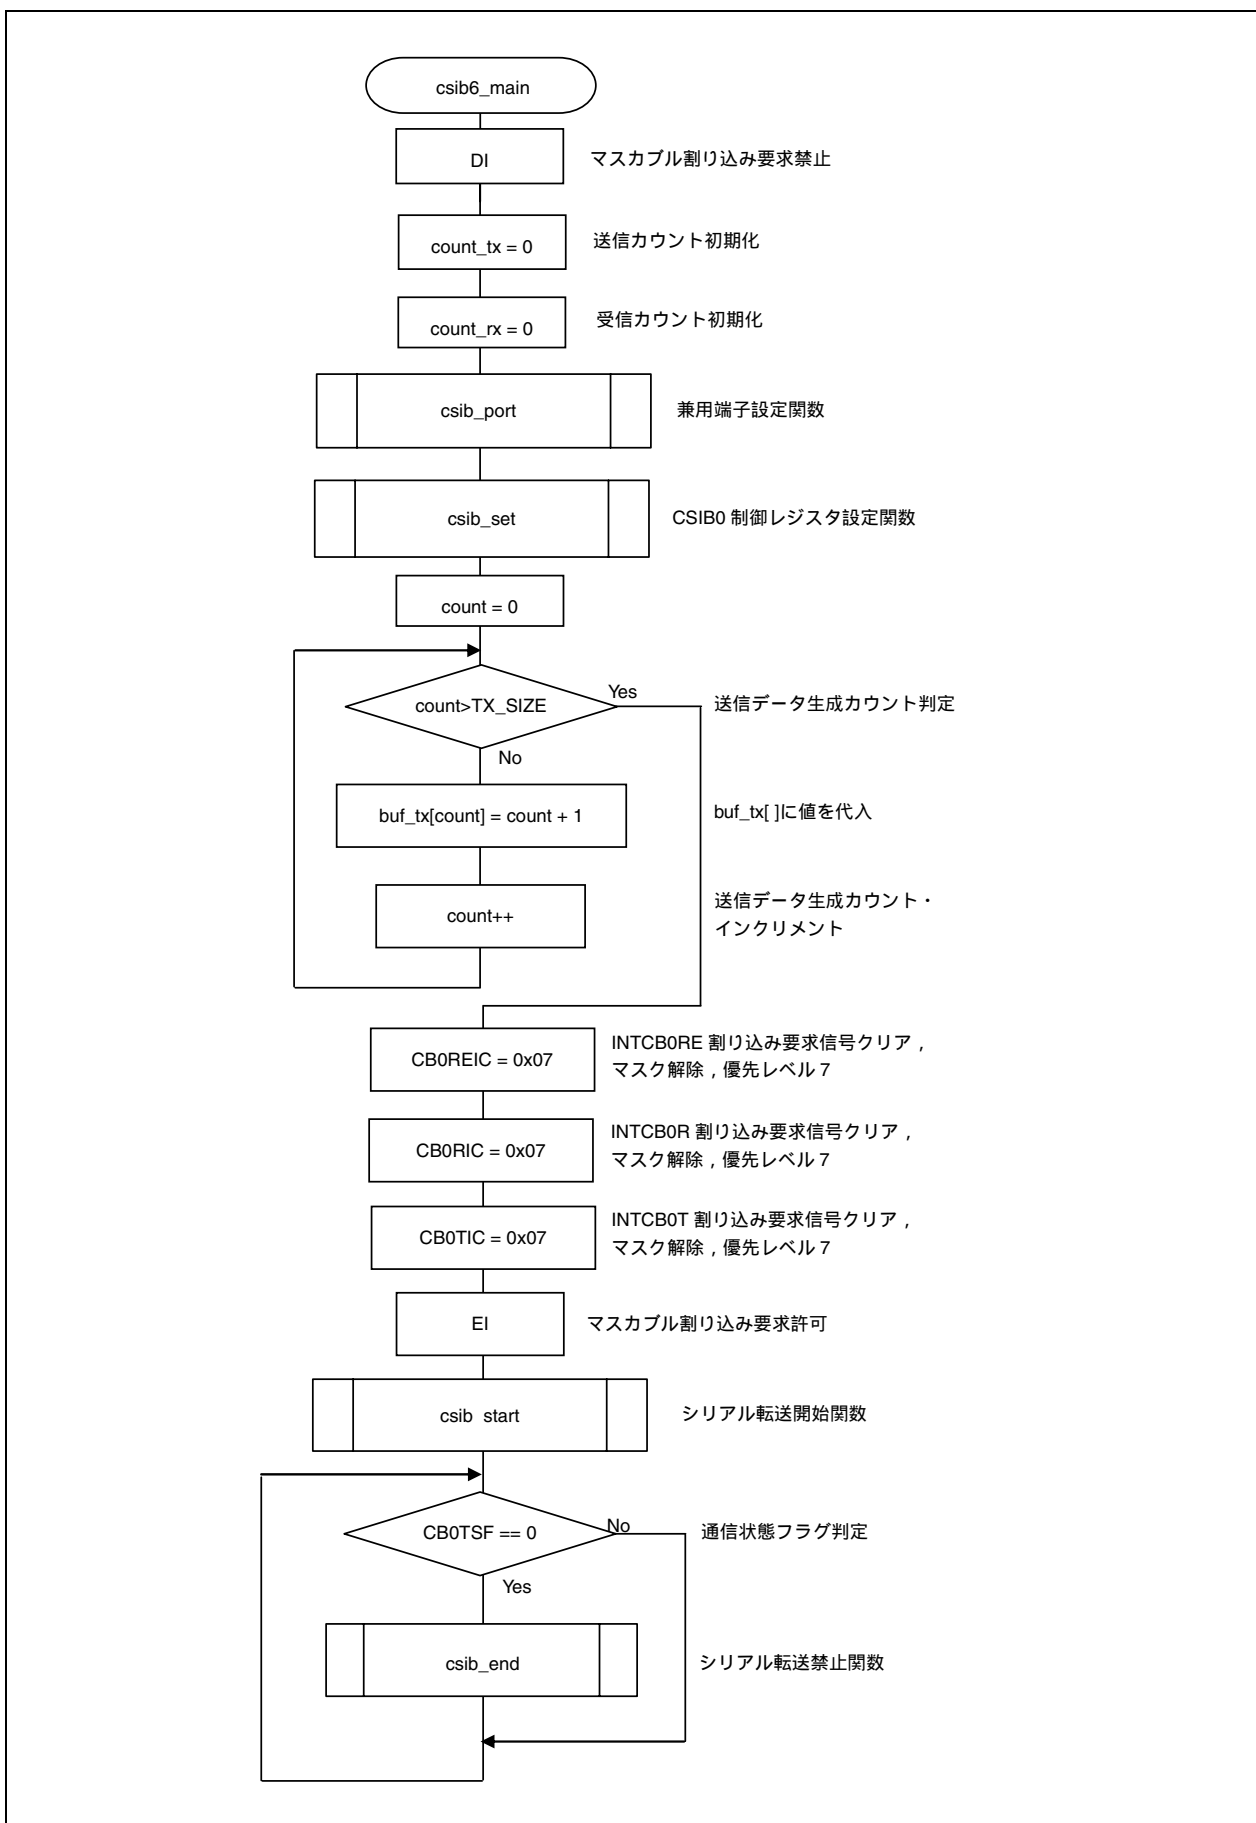 csib6_main
DI
マスカブル割り込み要求禁止
count_tx = 0
送信カウント初期化
count_rx = 0
受信カウント初期化
csib_port
兼用端子設定関数
csib_set
CSIB0 制御レジスタ設定関数
count = 0
count>TX_SIZE
Yes
送信データ生成カウント判定
No
buf_tx[count] = count + 1
buf_tx[ ]に値を代入
count++
送信データ生成カウント・
インクリメント
CB0REIC = 0x07
INTCB0RE 割り込み要求信号クリア，
マスク解除，優先レベル７
CB0RIC = 0x07
INTCB0R 割り込み要求信号クリア，
マスク解除，優先レベル７
CB0TIC = 0x07
INTCB0T 割り込み要求信号クリア，
マスク解除，優先レベル７
EI
マスカブル割り込み要求許可
csib start
シリアル転送開始関数
CB0TSF == 0
No
通信状態フラグ判定
Yes
csib_end
シリアル転送禁止関数